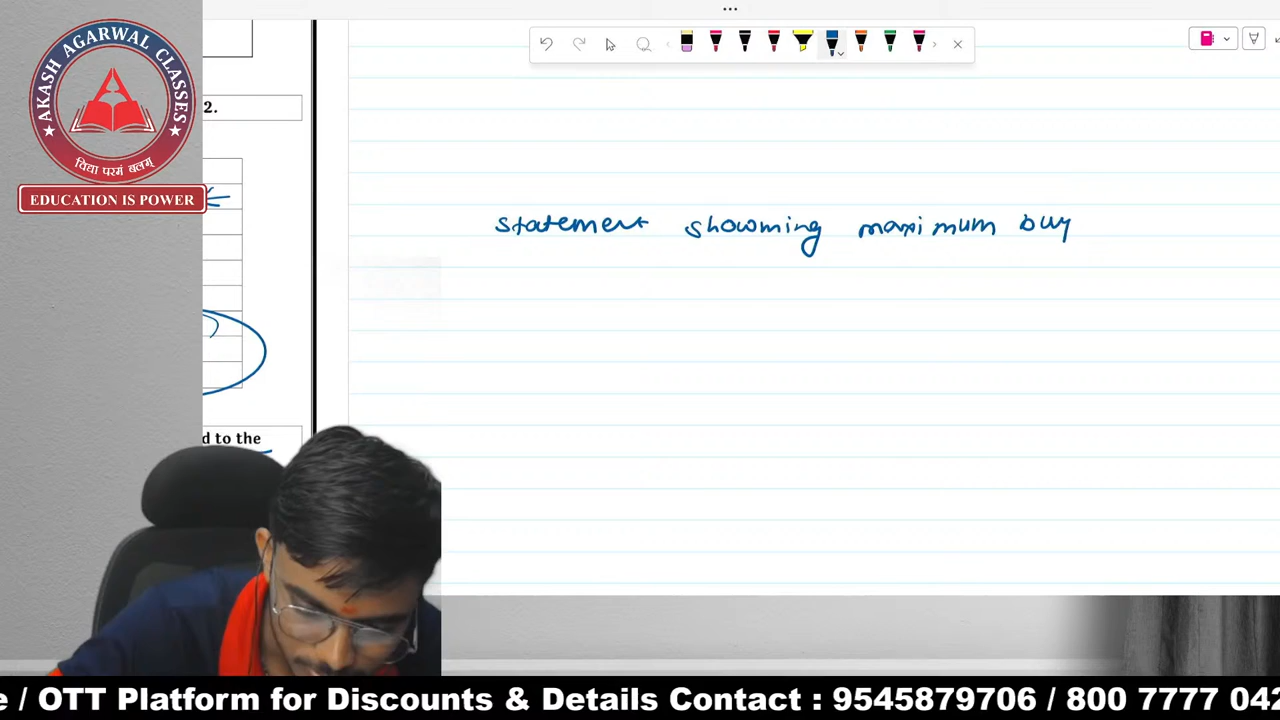 AKASH AGARWAL CLASSES
विद्या परमं बलम्
EDUCATION IS POWER
2.
statement showming maximum buy
d to the
e / OTT Platform for Discounts & Details Contact : 9545879706 / 800 7777 042